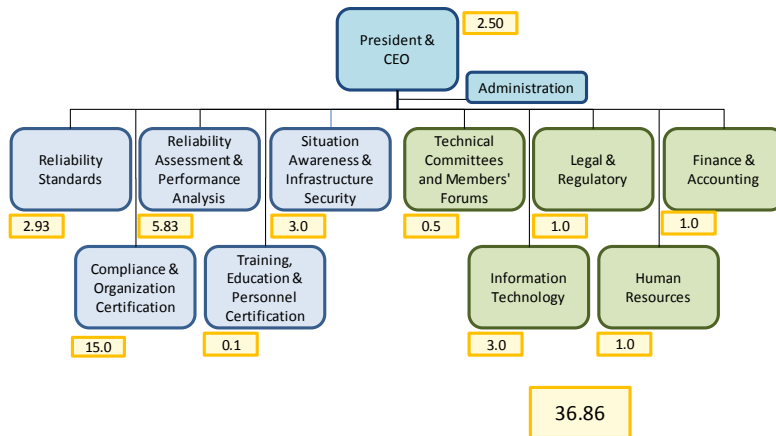 2.50
President &
CEO
Administration
Reliability
Standards
Reliability
Assessment &
Performance
Analysis
Situation
Awareness &
Infrastructure
Security
Technical
Committees
and Members'
Forums
Legal &
Regulatory
Finance &
Accounting
2.93
5.83
3.0
0.5
1.0
1.0
Compliance &
Organization
Certification
Training,
Education &
Personnel
Certification
Information
Technology
Human
Resources
15.0
0.1
3.0
1.0
36.86